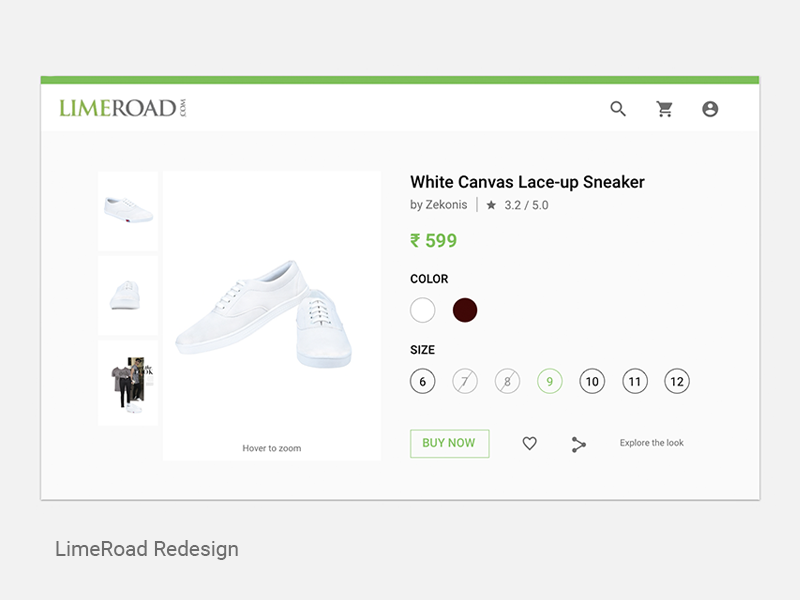 LIMEROAD.COM
White Canvas Lace-up Sneaker
by Zekonis | ★ 3.2 / 5.0
₹ 599
COLOR
SIZE
6 7 8 9 10 11 12
Hover to zoom
BUY NOW
Explore the look
LimeRoad Redesign